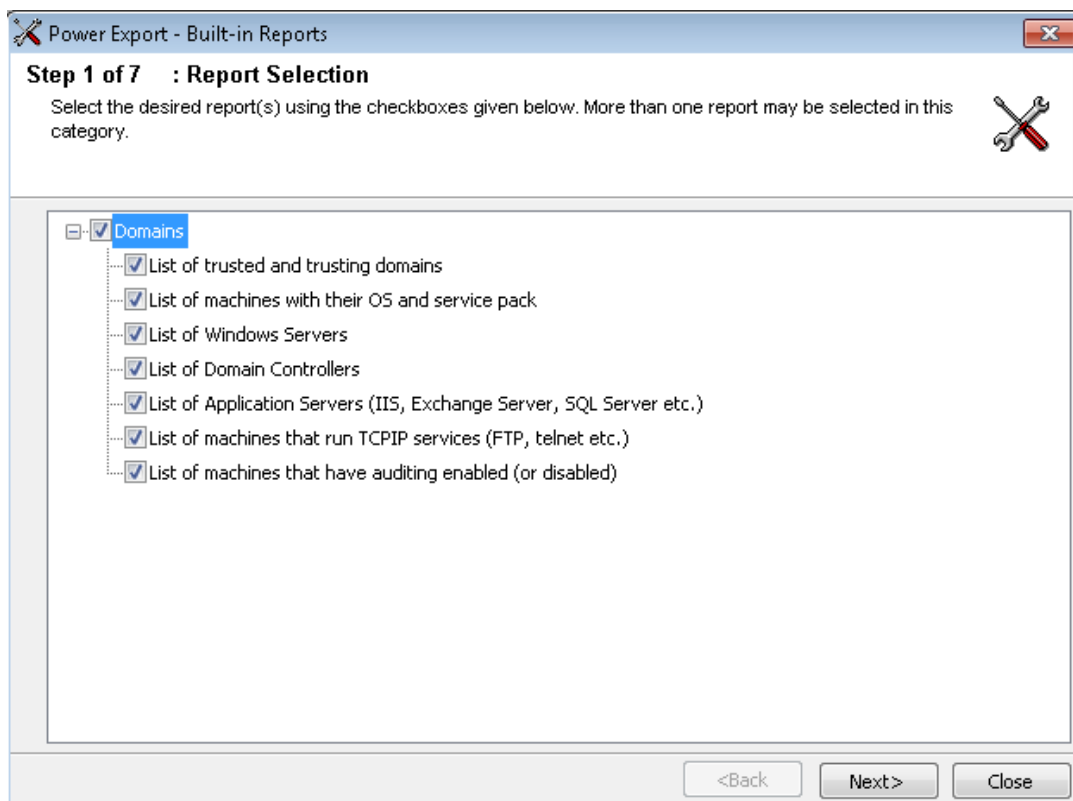 Power Export - Built-in Reports
Step 1 of 7 : Report Selection
Select the desired report(s) using the checkboxes given below. More than one report may be selected in this
category.
Domains
List of trusted and trusting domains
List of machines with their OS and service pack
List of Windows Servers
List of Domain Controllers
List of Application Servers (IIS, Exchange Server, SQL Server etc.)
List of machines that run TCPIP services (FTP, telnet etc.)
List of machines that have auditing enabled (or disabled)
<Back Next> Close